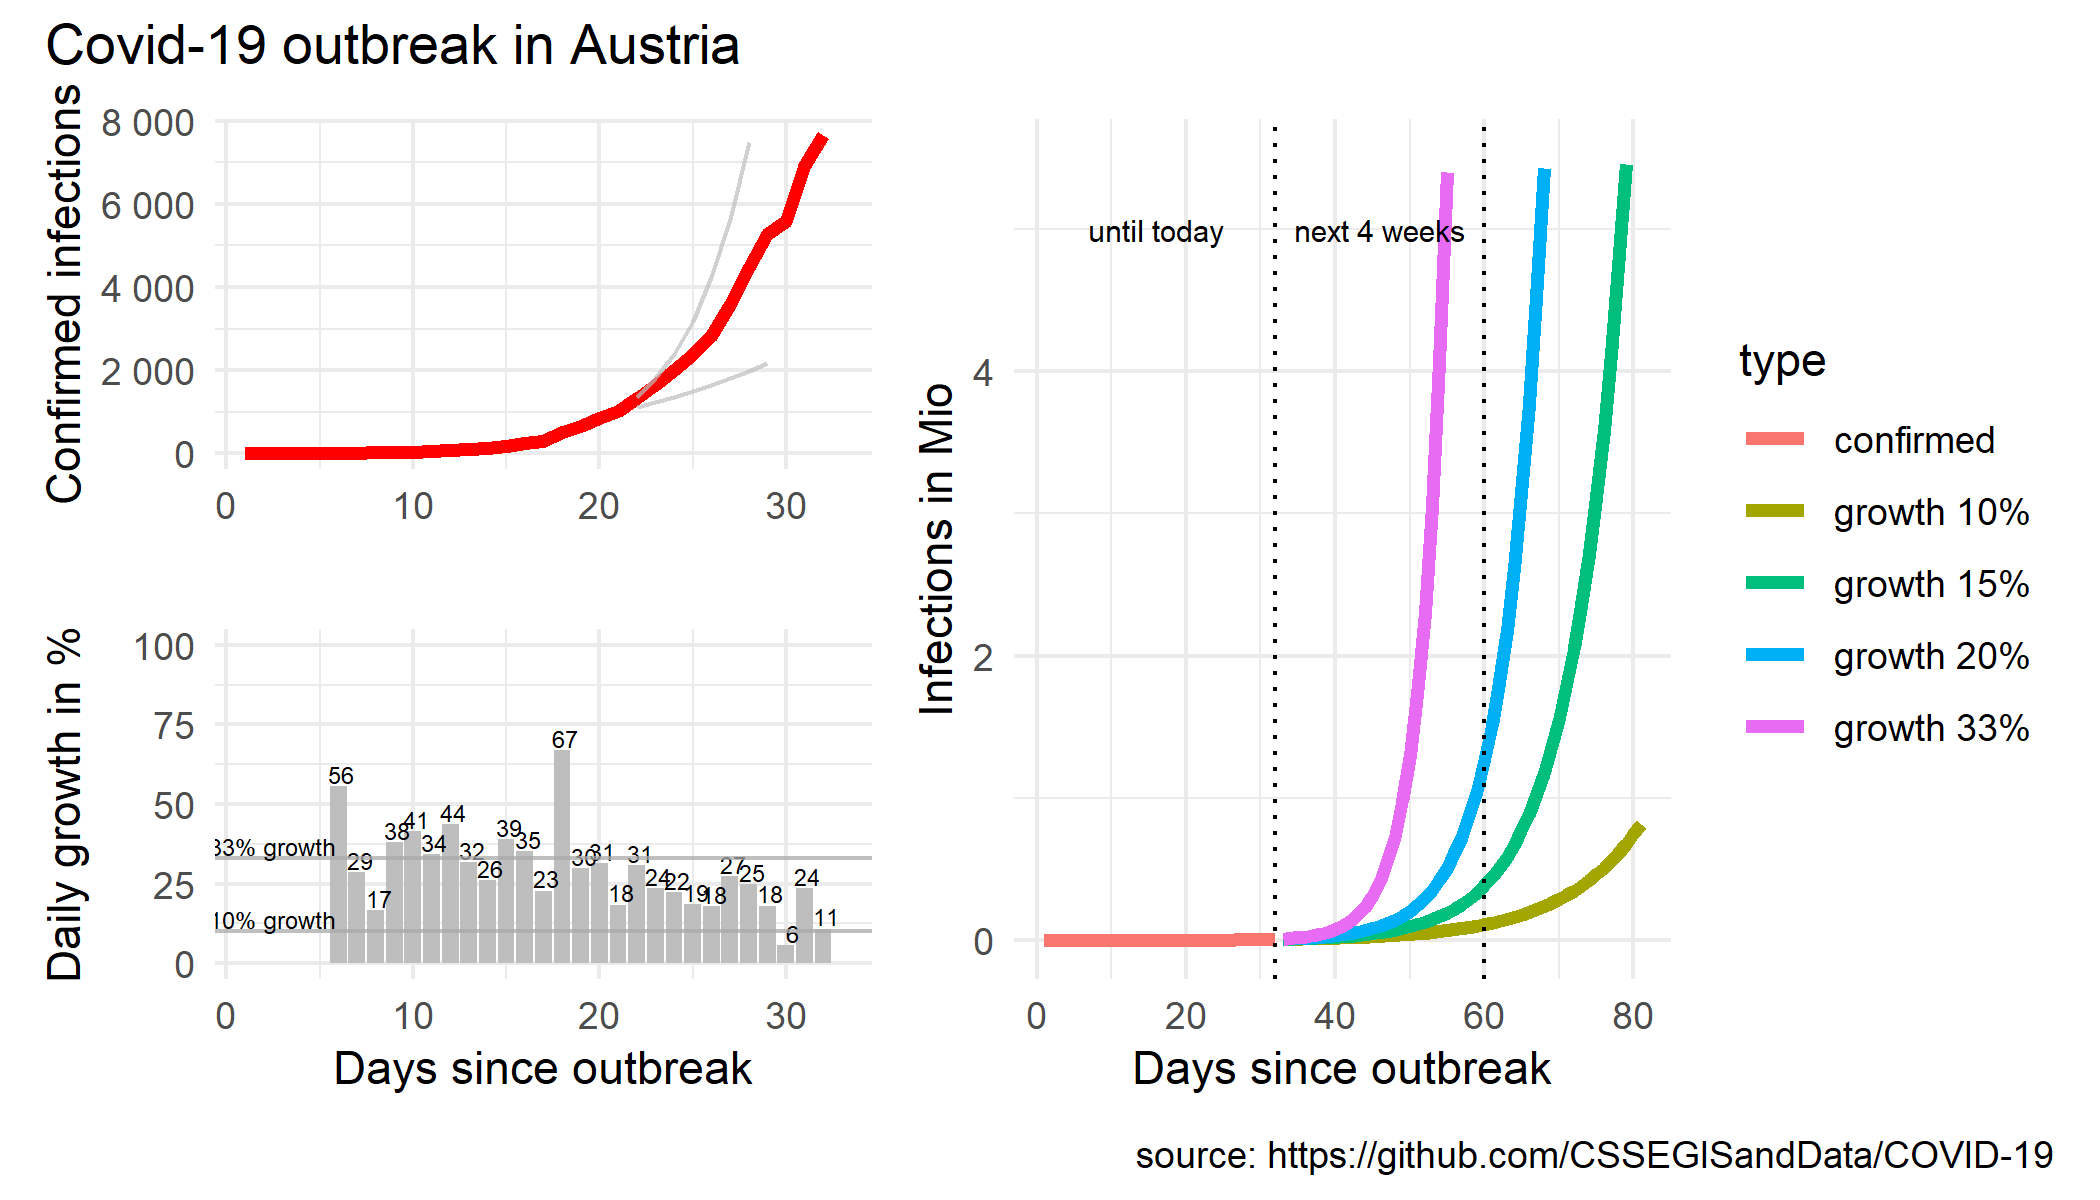 Covid-19 outbreak in Austria
Confirmed infections
8 000
6 000
4 000
2 000
0
0 10 20 30
Daily growth in %
100
75
50
25
0
33% growth
10% growth
56
29
17
38
41
34
44
32
26
39
35
23
67
30
31
18
31
24
22
19
18
27
25
18
6
24
11
0 10 20 30
Days since outbreak
Infections in Mio
4
2
0
until today
next 4 weeks
0 20 40 60 80
Days since outbreak
type
confirmed
growth 10%
growth 15%
growth 20%
growth 33%
source: https://github.com/CSSEGISandData/COVID-19